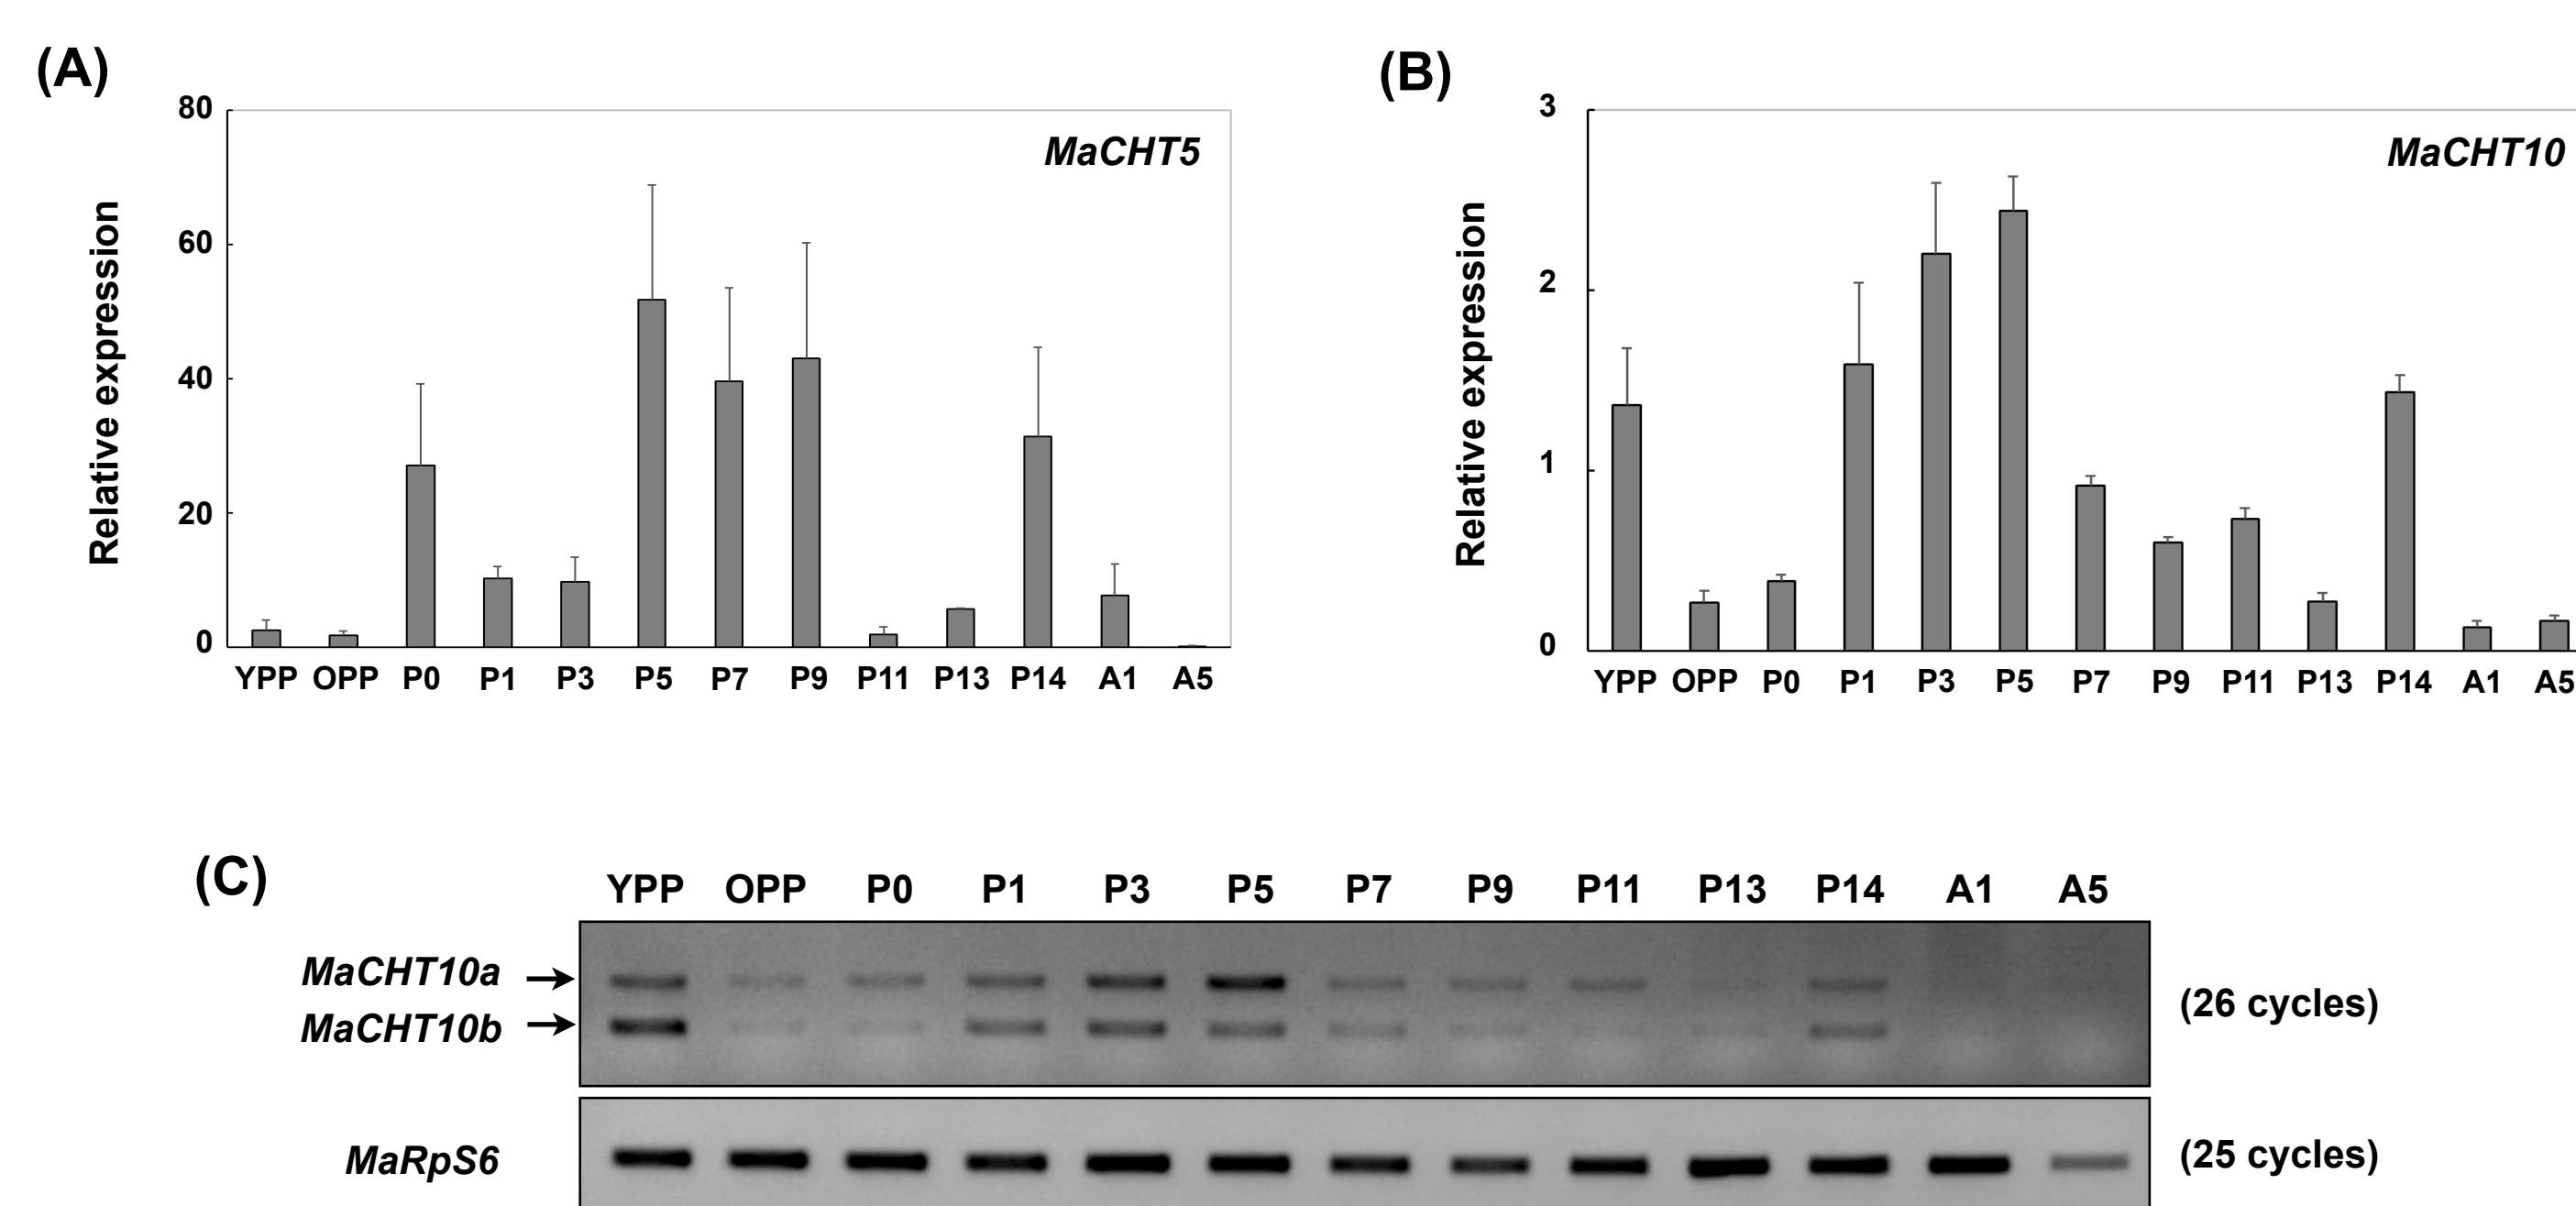 (A)
80
60
40
20
0
Relative expression
MaCHT5
YPP OPP P0 P1 P3 P5 P7 P9 P11 P13 P14 A1 A5
(B)
3
2
1
0
Relative expression
MaCHT10
YPP OPP P0 P1 P3 P5 P7 P9 P11 P13 P14 A1 A5
(C)
YPP OPP P0 P1 P3 P5 P7 P9 P11 P13 P14 A1 A5
MaCHT10a
MaCHT10b
(26 cycles)
MaRpS6
(25 cycles)